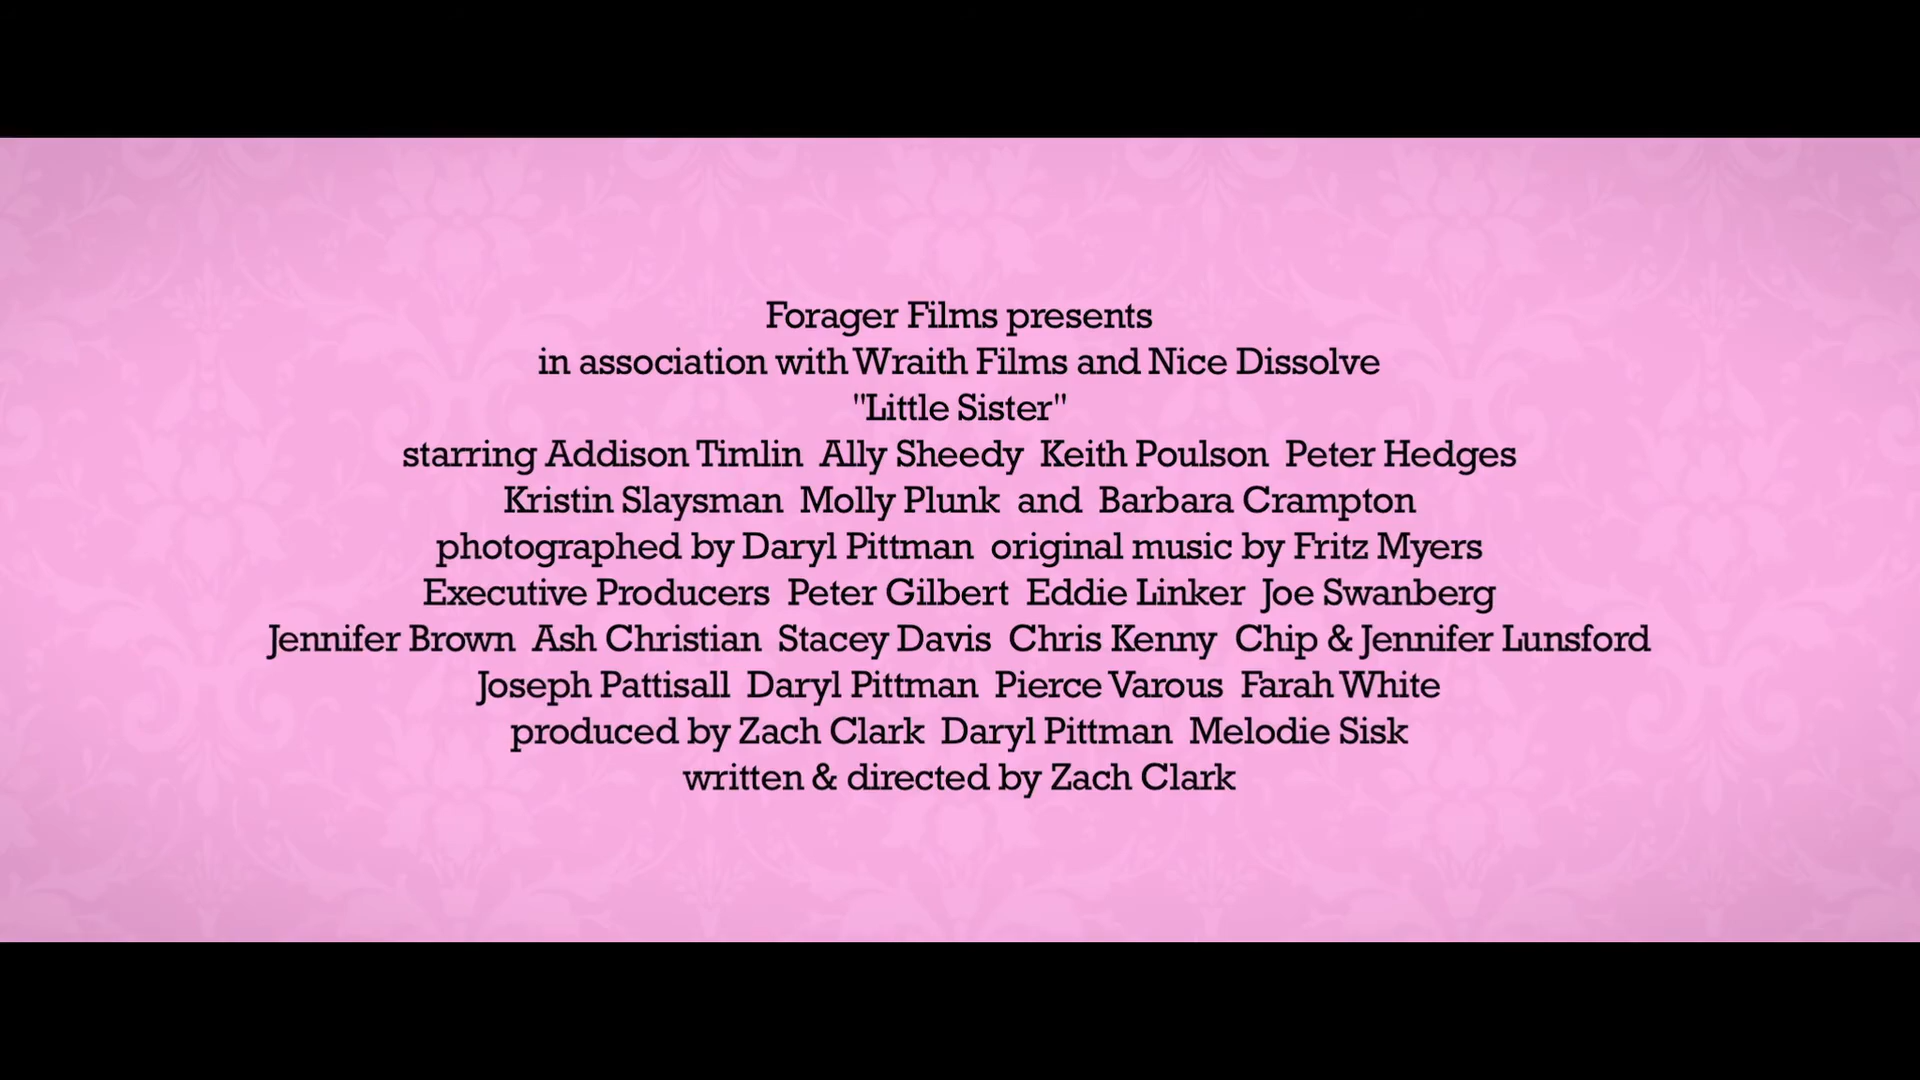 Forager Films presents
in association with Wraith Films and Nice Dissolve
"Little Sister"
starring Addison Timlin  Ally Sheedy  Keith Poulson  Peter Hedges
Kristin Slaysman  Molly Plunk  and  Barbara Crampton
photographed by Daryl Pittman  original music by Fritz Myers
Executive Producers  Peter Gilbert  Eddie Linker  Joe Swanberg
Jennifer Brown  Ash Christian  Stacey Davis  Chris Kenny  Chip & Jennifer Lunsford
Joseph Pattisall  Daryl Pittman  Pierce Varous  Farah White
produced by Zach Clark  Daryl Pittman  Melodie Sisk
written & directed by Zach Clark